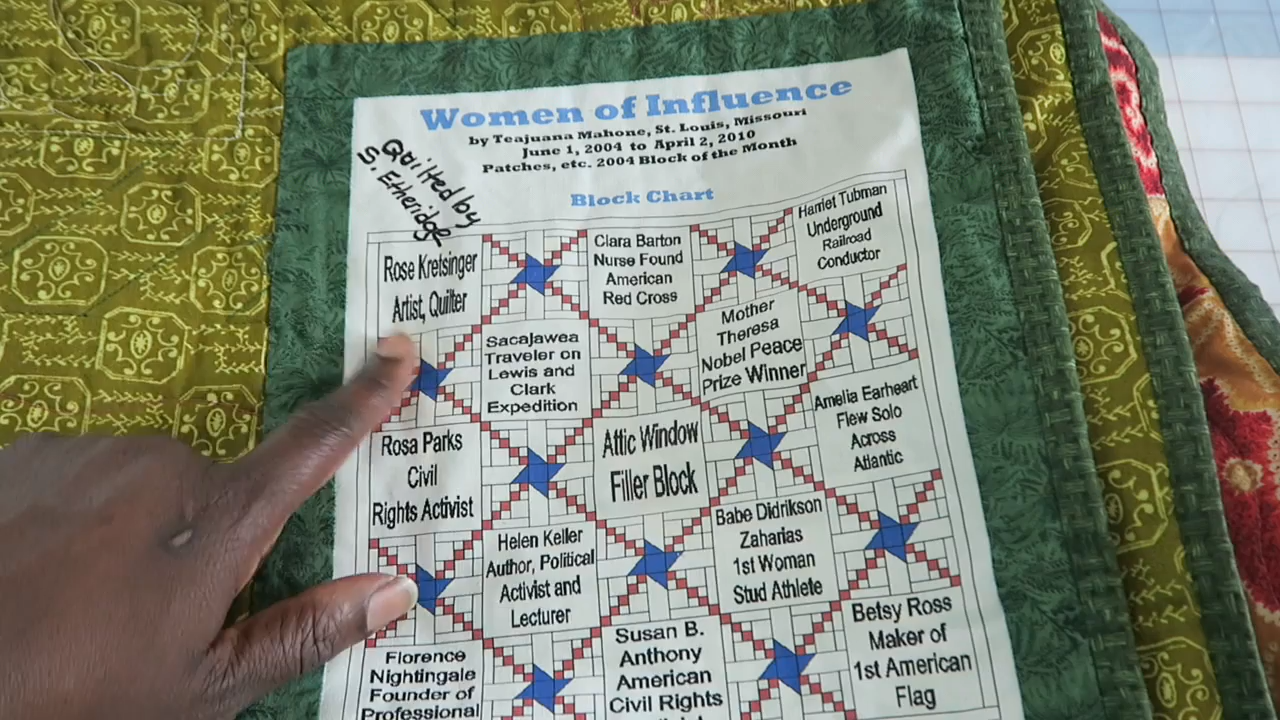 Women of Influence
by Teajuana Mahone, St. Louis, Missouri
June 1, 2004 to April 2, 2010
Patches, etc. 2004 Block of the Month
Quilted by
S. Etheridge
Block Chart
Rose Kretsinger
Artist, Quilter
Clara Barton
Nurse Found
American
Red Cross
Harriet Tubman
Underground
Railroad
Conductor
Sacajawea
Traveler on
Lewis and
Clark
Expedition
Mother
Theresa
Nobel Peace
Prize Winner
Rosa Parks
Civil
Rights Activist
Attic Window
Filler Block
Amelia Earheart
Flew Solo
Across
Atlantic
Helen Keller
Author, Political
Activist and
Lecturer
Babe Didrikson
Zaharias
1st Woman
Stud Athlete
Florence
Nightingale
Founder of
Professional
Susan B.
Anthony
American
Civil Rights
Betsy Ross
Maker of
1st American
Flag